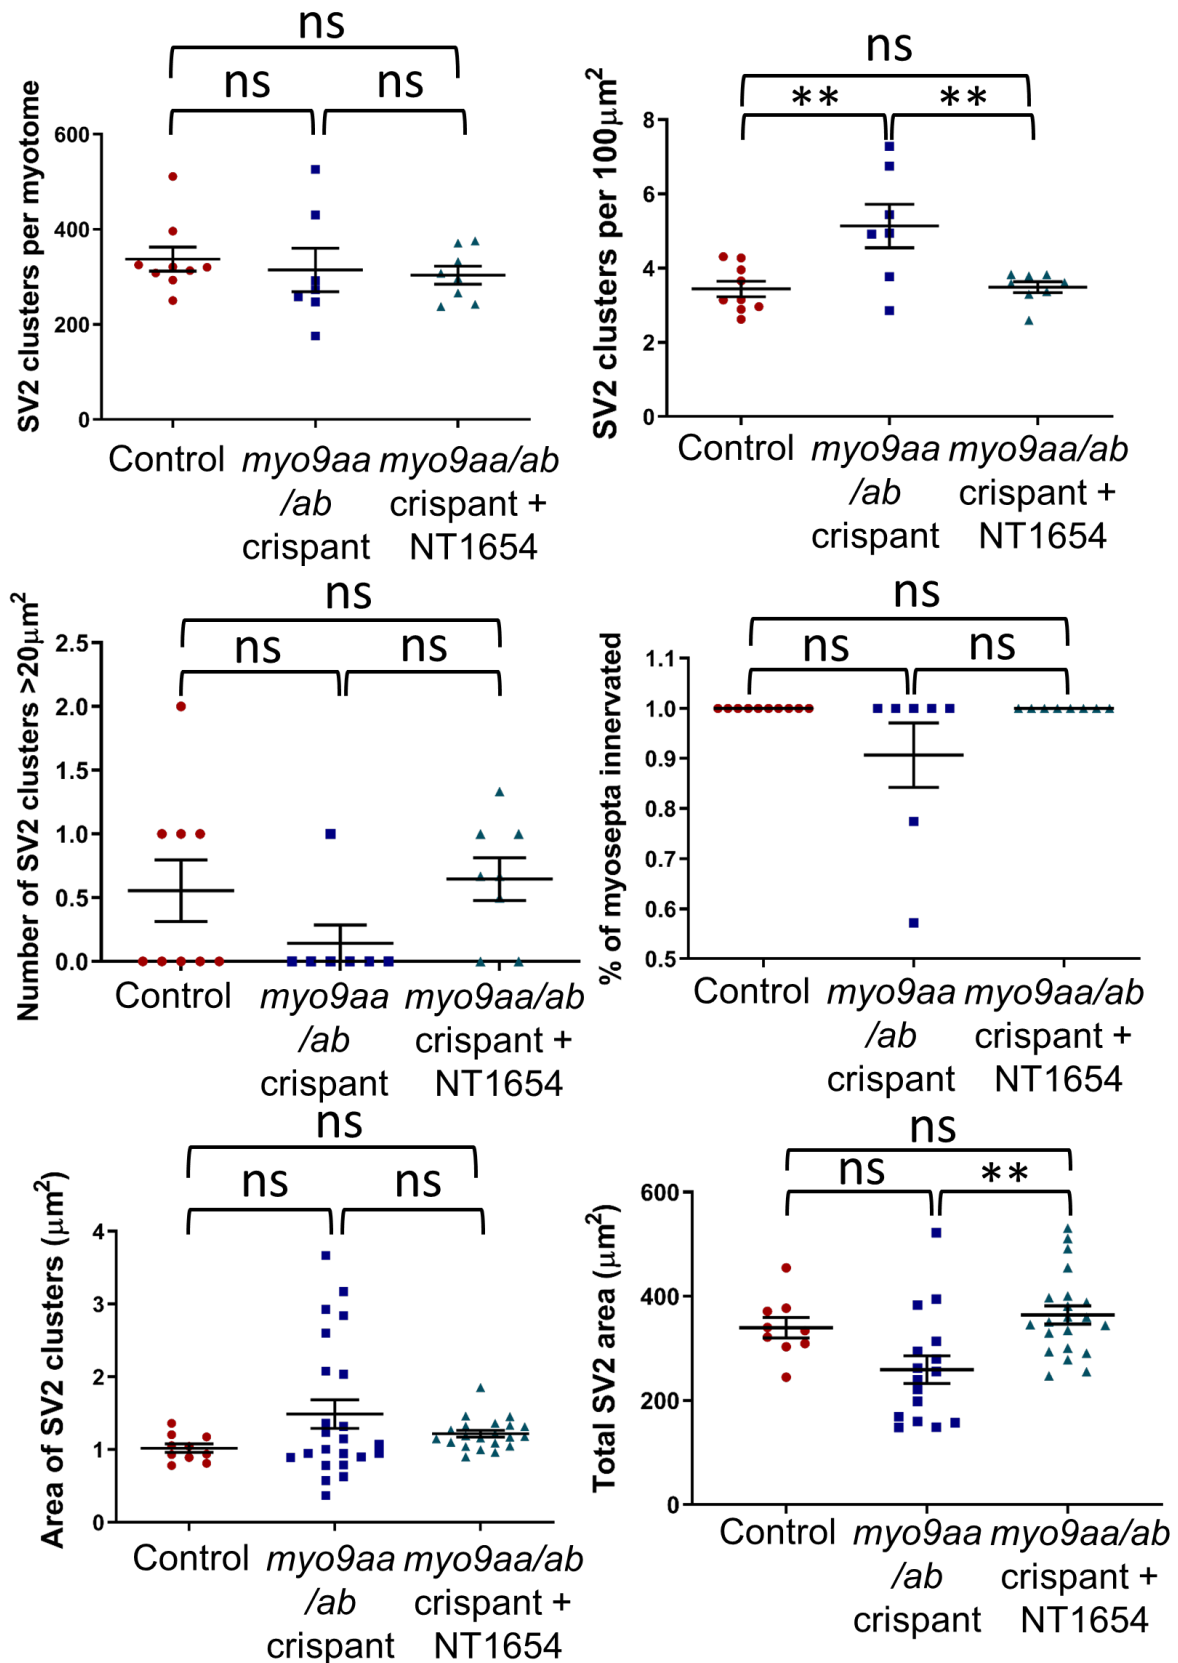 ns
ns ns
SV2 clusters per myotome
600
400
200
0
Control myo9aa myo9aa/ab
/ab crispant +
crispant NT1654
ns
** **
SV2 clusters per 100μm²
8
6
4
2
0
Control myo9aa myo9aa/ab
/ab crispant +
crispant NT1654
ns
ns ns
Number of SV2 clusters >20μm²
2.5
2.0
1.5
1.0
0.5
0.0
Control myo9aa myo9aa/ab
/ab crispant +
crispant NT1654
ns
ns ns
% of myosepta innervated
1.1
1.0
0.9
0.8
0.7
0.6
0.5
Control myo9aa myo9aa/ab
/ab crispant +
crispant NT1654
ns
ns ns
Area of SV2 clusters (μm²)
4
3
2
1
0
Control myo9aa myo9aa/ab
/ab crispant +
crispant NT1654
ns
ns **
Total SV2 area (μm²)
600
400
200
0
Control myo9aa myo9aa/ab
/ab crispant +
crispant NT1654